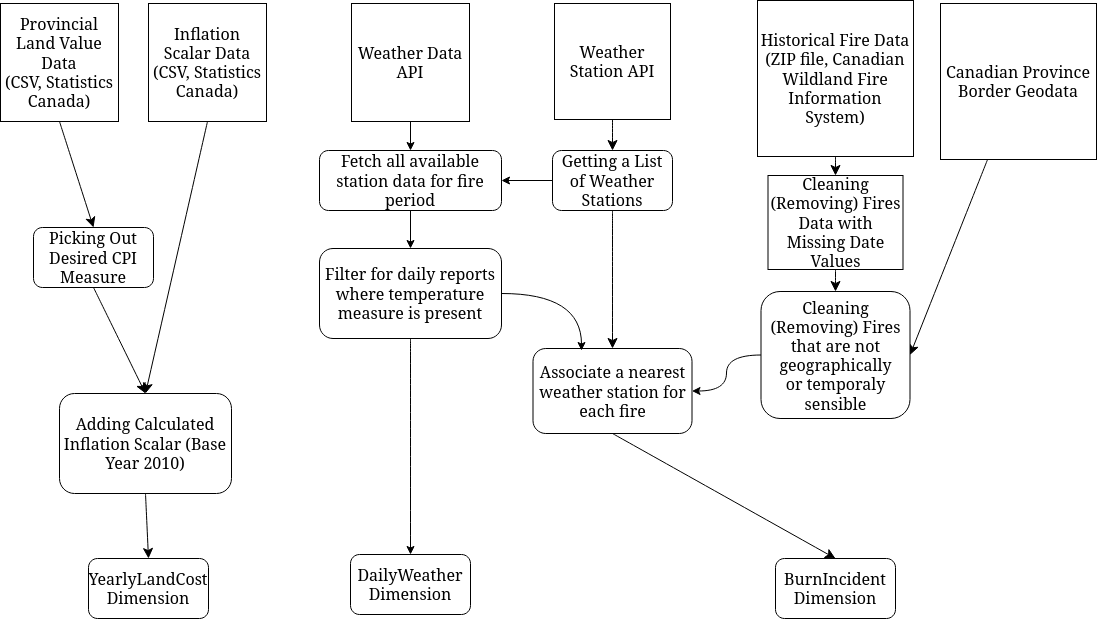 Provincial
Land Value
Data
(CSV, Statistics
Canada)
Inflation
Scalar Data
(CSV, Statistics
Canada)
Weather Data
API
Weather
Station API
Historical Fire Data
(ZIP file, Canadian
Wildland Fire
Information
System)
Canadian Province
Border Geodata
Fetch all available
station data for fire
period
Getting a List
of Weather
Stations
Cleaning
(Removing) Fires
Data with
Missing Date
Values
Picking Out
Desired CPI
Measure
Filter for daily reports
where temperature
measure is present
Cleaning
(Removing) Fires
that are not
geographically
or temporaly
sensible
Associate a nearest
weather station for
each fire
Adding Calculated
Inflation Scalar (Base
Year 2010)
YearlyLandCost
Dimension
DailyWeather
Dimension
BurnIncident
Dimension